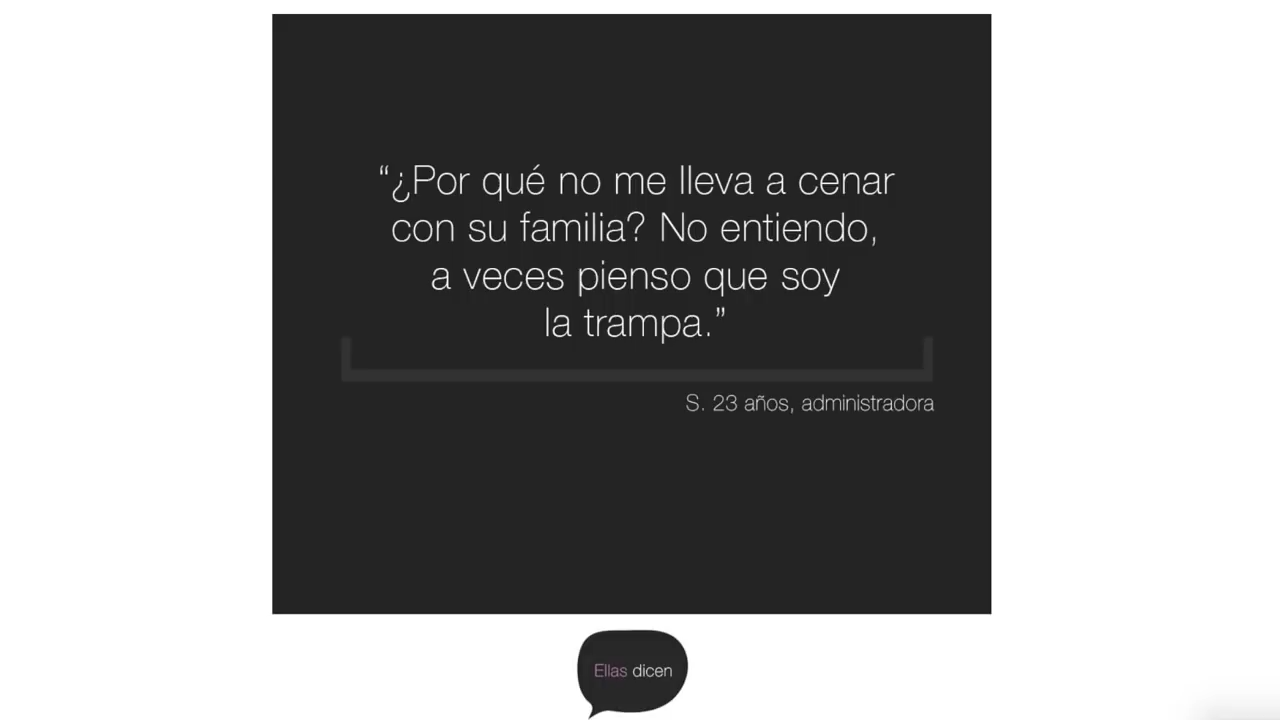 “¿Por qué no me lleva a cenar
con su familia? No entiendo,
a veces pienso que soy
la trampa.”
S. 23 años, administradora
Ellas dicen